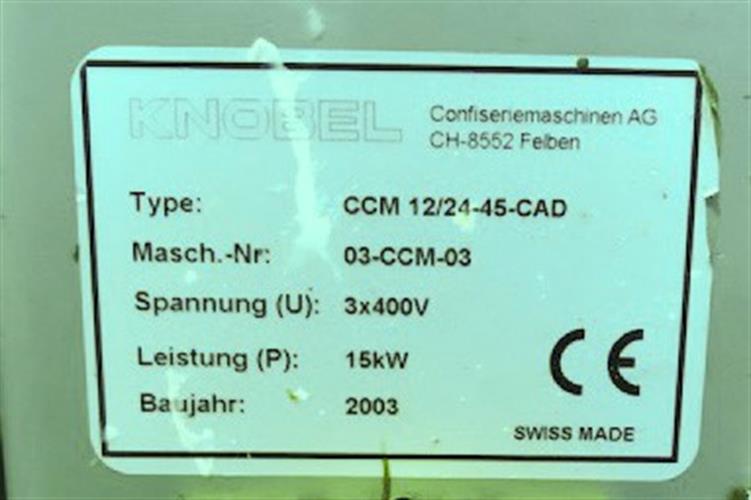 KNOBEL Confiseriemaschinen AG
CH-8552 Felben
Type: CCM 12/24-45-CAD
Masch.-Nr: 03-CCM-03
Spannung (U): 3x400V
Leistung (P): 15kW
Baujahr: 2003
CE
SWISS MADE